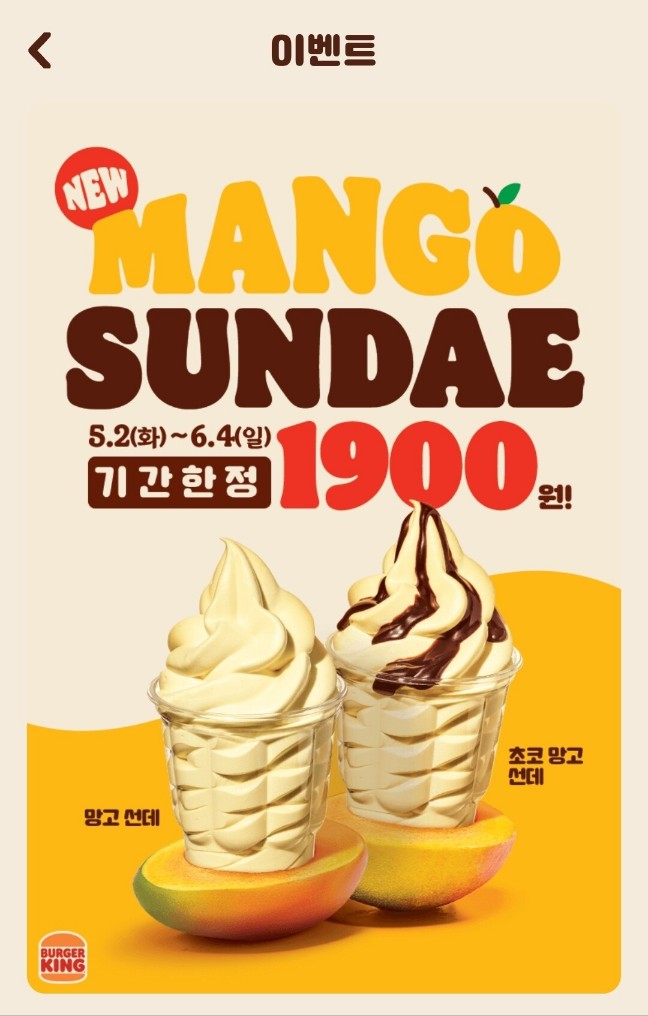 이벤트
NEW
MANGO
SUNDAE
5.2(화)~6.4(일)
기간한정
1900원!
초코 망고
선데
망고 선데
BURGER
KING